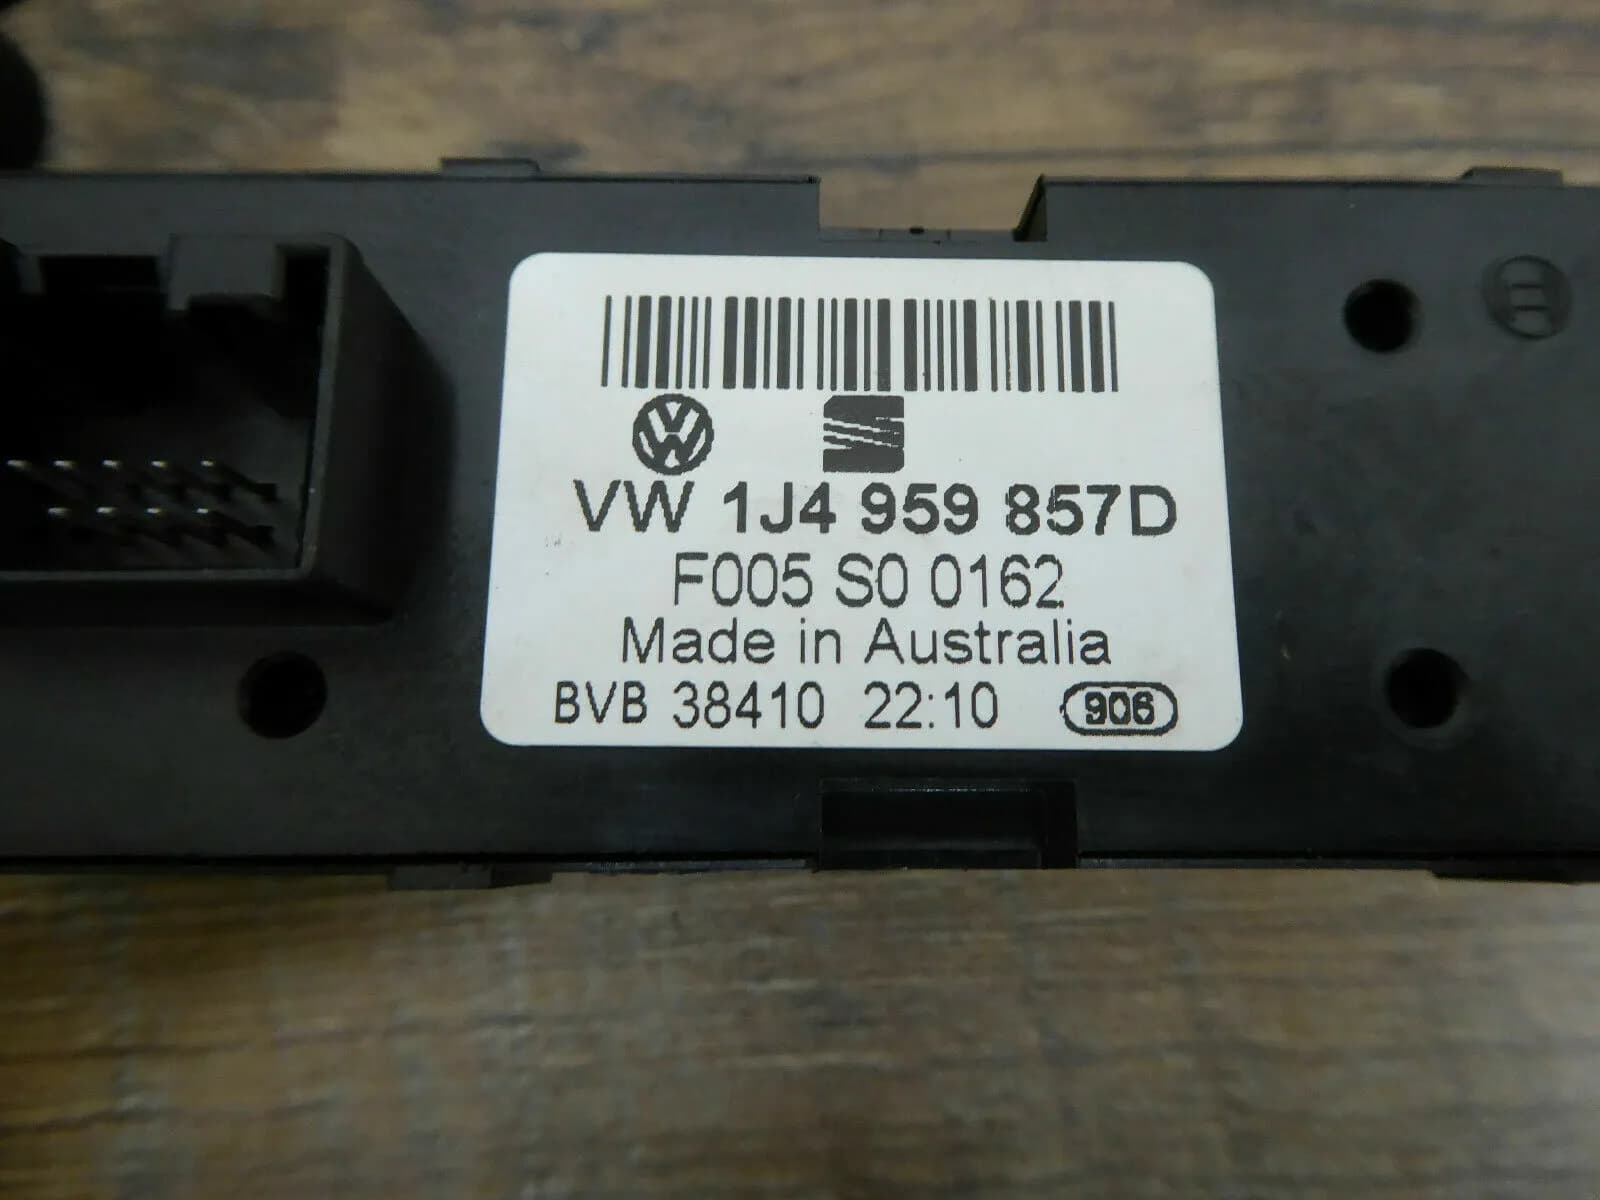 VW 1J4 959 857D
F005 S0 0162
Made in Australia
BVB 38410 22:10 906